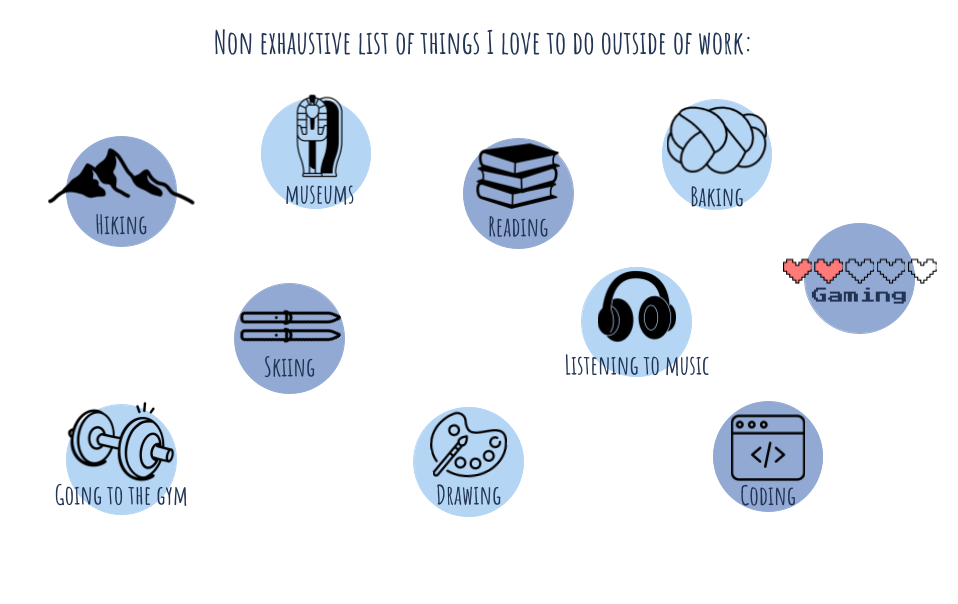 Non exhaustive list of things I love to do outside of work:
Hiking
museums
Reading
Baking
Gaming
Skiing
Listening to music
Going to the gym
Drawing
</>
Coding